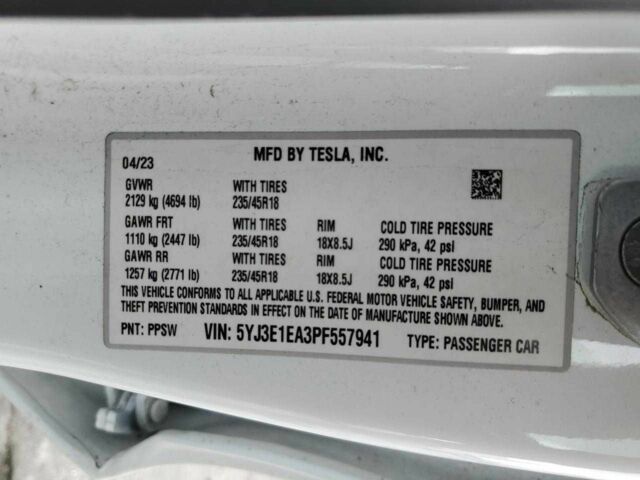 04/23 MFD BY TESLA, INC.
GVWR WITH TIRES
2129 kg (4694 lb) 235/45R18
GAWR FRT WITH TIRES RIM COLD TIRE PRESSURE
1110 kg (2447 lb) 235/45R18 18X8.5J 290 kPa, 42 psi
GAWR RR WITH TIRES RIM COLD TIRE PRESSURE
1257 kg (2771 lb) 235/45R18 18X8.5J 290 kPa, 42 psi
THIS VEHICLE CONFORMS TO ALL APPLICABLE U.S. FEDERAL MOTOR VEHICLE SAFETY, BUMPER, AND
THEFT PREVENTION STANDARDS IN EFFECT ON THE DATE OF MANUFACTURE SHOWN ABOVE.
PNT: PPSW VIN: 5YJ3E1EA3PF557941 TYPE: PASSENGER CAR